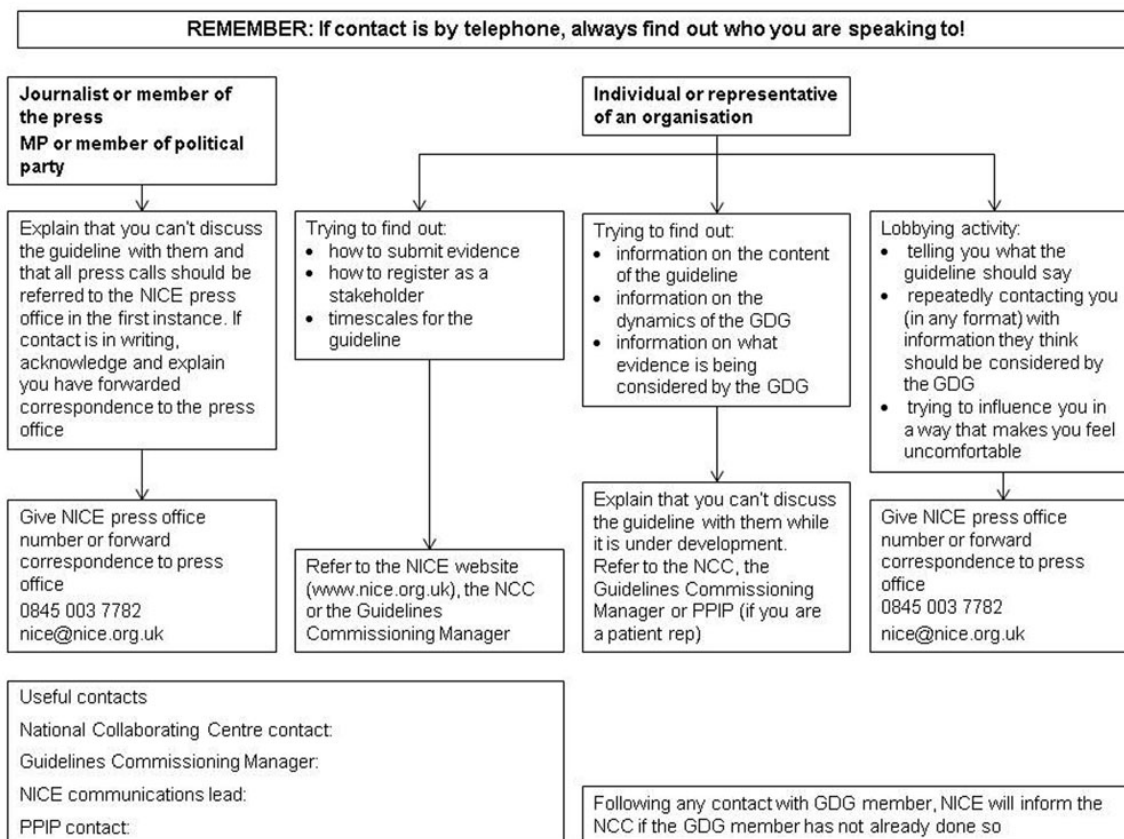 REMEMBER: If contact is by telephone, always find out who you are speaking to!
Journalist or member of
the press
MP or member of political
party
Individual or representative
of an organisation
Explain that you can't discuss
the guideline with them and
that all press calls should be
referred to the NICE press
office in the first instance. If
contact is in writing,
acknowledge and explain
you have forwarded
correspondence to the press
office
Trying to find out:
• how to submit evidence
• how to register as a
stakeholder
• timescales for the
guideline
Trying to find out:
• information on the content
of the guideline
• information on the
dynamics of the GDG
• information on what
evidence is being
considered by the GDG
Lobbying activity:
• telling you what the
guideline should say
• repeatedly contacting you
(in any format) with
information they think
should be considered by
the GDG
• trying to influence you in
a way that makes you feel
uncomfortable
Give NICE press office
number or forward
correspondence to press
office
0845 003 7782
nice@nice.org.uk
Refer to the NICE website
(www.nice.org.uk), the NCC
or the Guidelines
Commissioning Manager
Explain that you can't discuss
the guideline with them while
it is under development.
Refer to the NCC, the
Guidelines Commissioning
Manager or PPIP (if you are
a patient rep)
Give NICE press office
number or forward
correspondence to press
office
0845 003 7782
nice@nice.org.uk
Useful contacts
National Collaborating Centre contact:
Guidelines Commissioning Manager:
NICE communications lead:
PPIP contact:
Following any contact with GDG member, NICE will inform the
NCC if the GDG member has not already done so